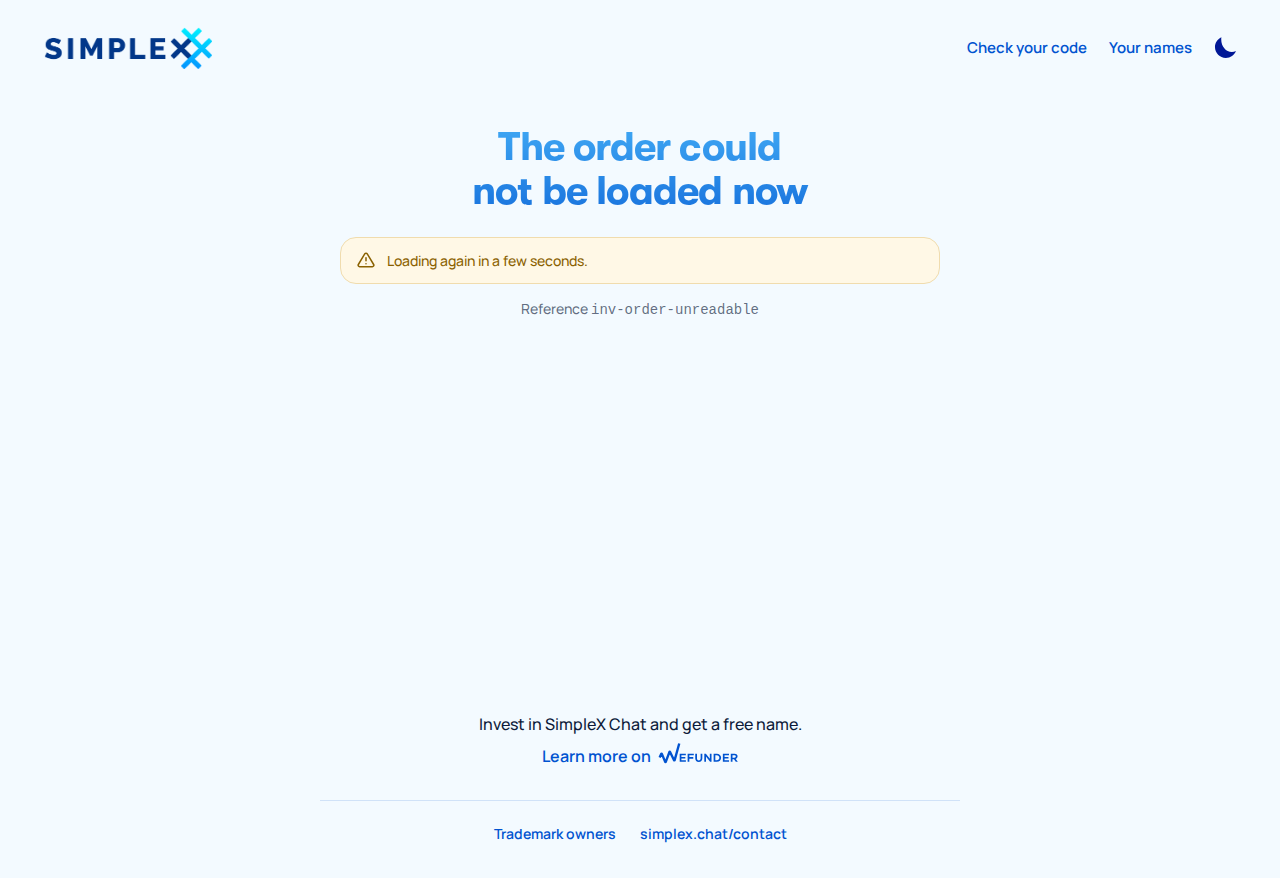 SIMPLEX
Check your code
Your names
The order could
not be loaded now
Loading again in a few seconds.
Reference inv-order-unreadable
Invest in SimpleX Chat and get a free name.
Learn more on WEFUNDER
Trademark owners
simplex.chat/contact